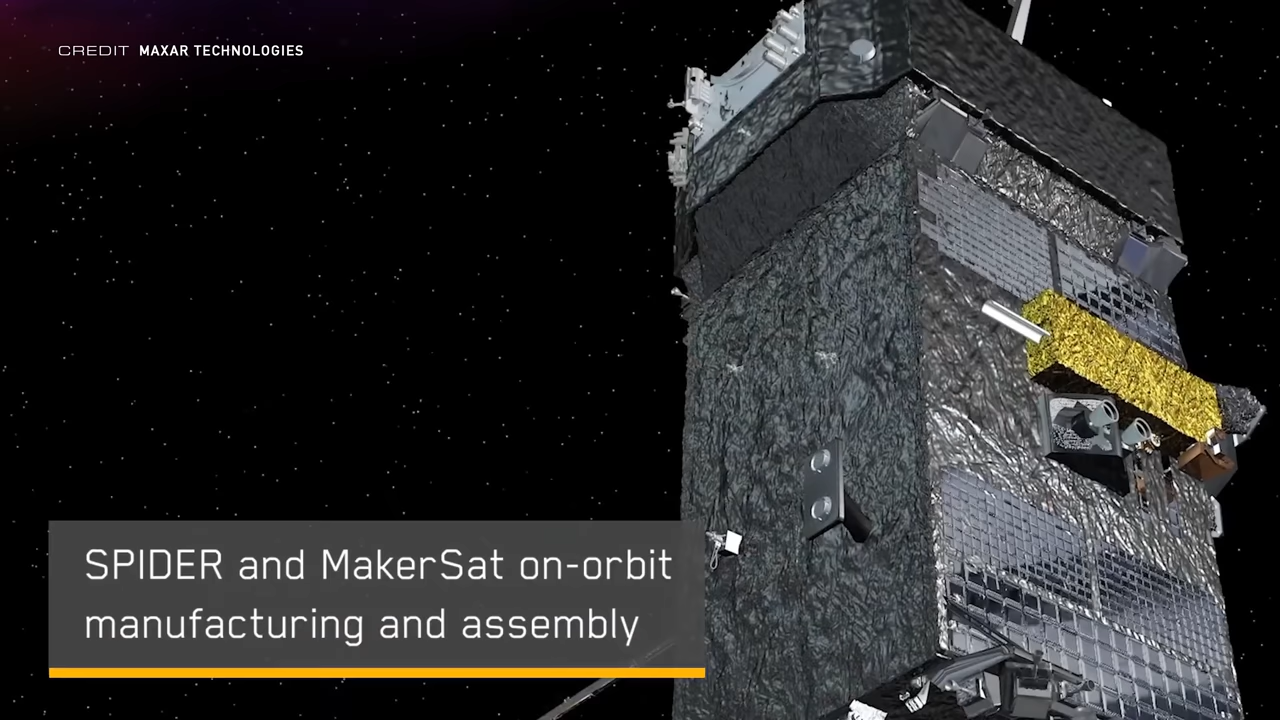 CREDIT MAXAR TECHNOLOGIES
SPIDER and MakerSat on-orbit
manufacturing and assembly